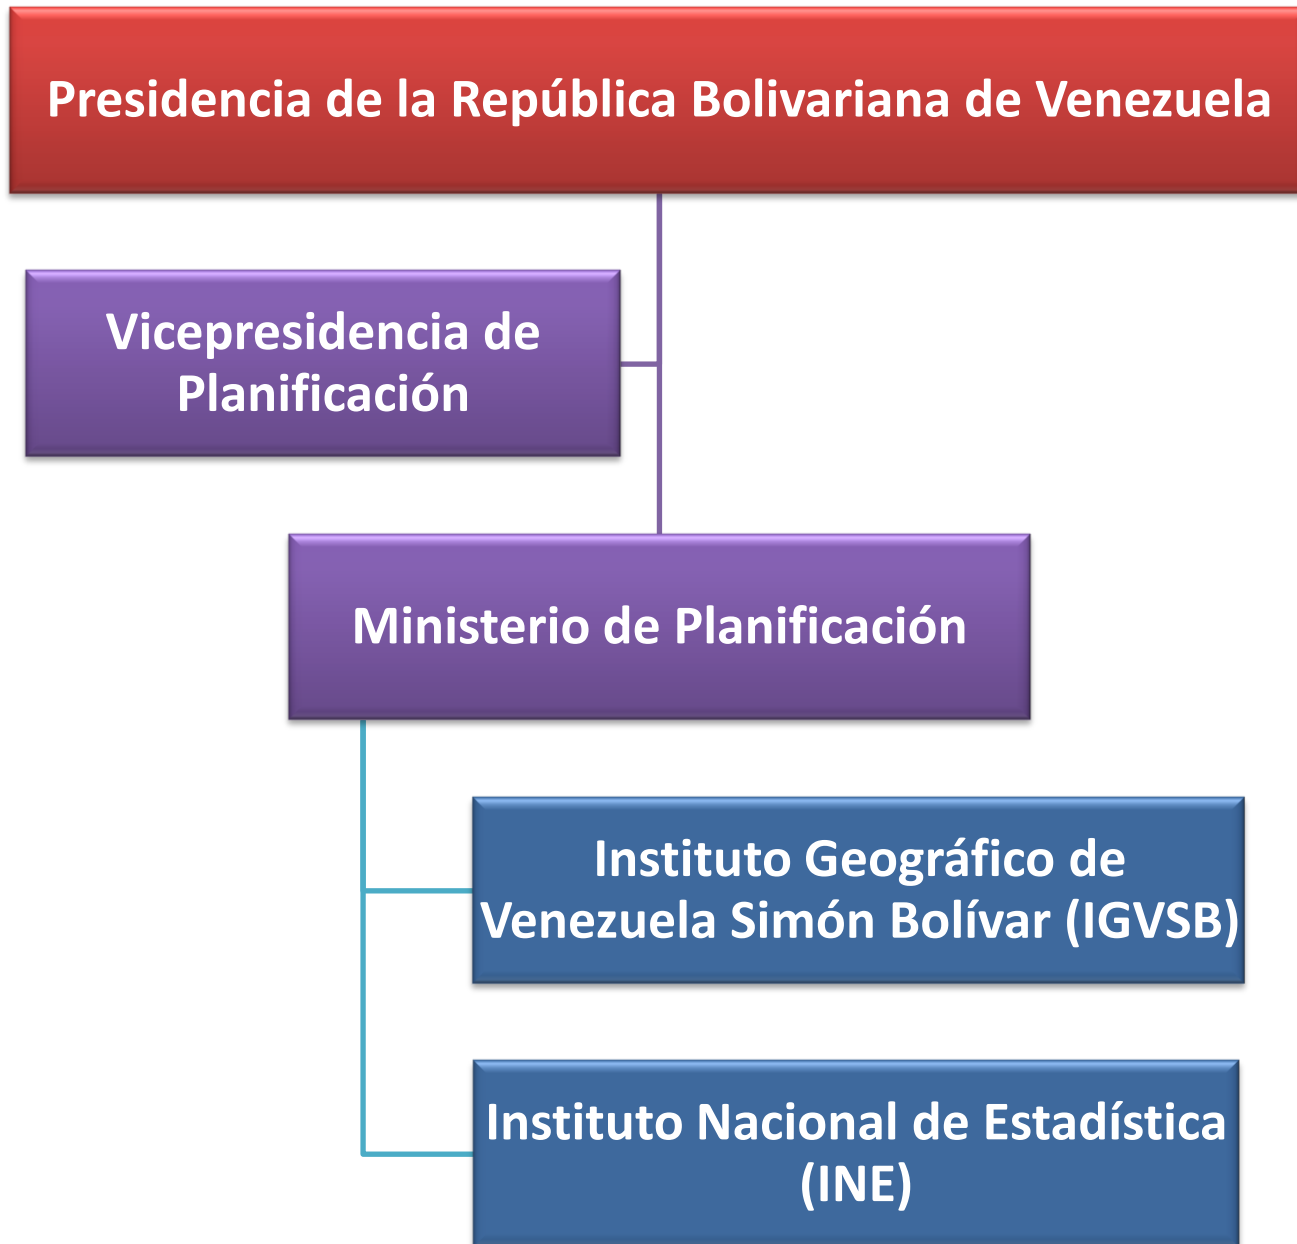 Presidencia de la República Bolivariana de Venezuela
Vicepresidencia de
Planificación
Ministerio de Planificación
Instituto Geográfico de
Venezuela Simón Bolívar (IGVSB)
Instituto Nacional de Estadística
(INE)